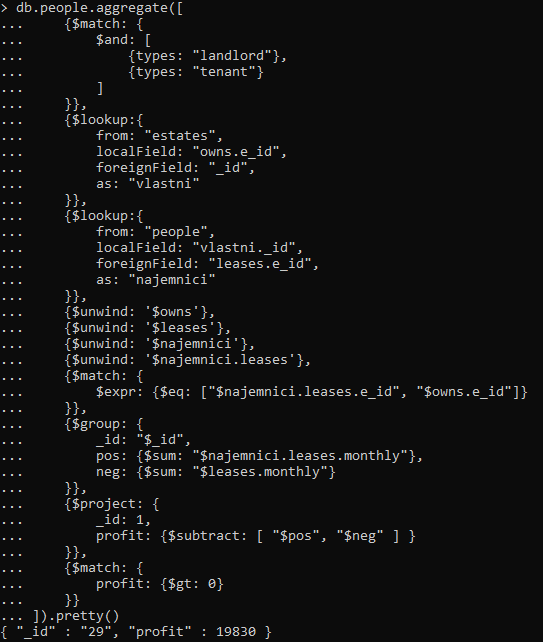 > db.people.aggregate([
...     {$match: {
...         $and: [
...             {types: "landlord"},
...             {types: "tenant"}
...         ]
...     }},
...     {$lookup:{
...         from: "estates",
...         localField: "owns.e_id",
...         foreignField: "_id",
...         as: "vlastni"
...     }},
...     {$lookup:{
...         from: "people",
...         localField: "vlastni._id",
...         foreignField: "leases.e_id",
...         as: "najemnici"
...     }},
...     {$unwind: '$owns'},
...     {$unwind: '$leases'},
...     {$unwind: '$najemnici'},
...     {$unwind: '$najemnici.leases'},
...     {$match: {
...         $expr: {$eq: ["$najemnici.leases.e_id", "$owns.e_id"]}
...     }},
...     {$group: {
...         _id: "$_id",
...         pos: {$sum: "$najemnici.leases.monthly"},
...         neg: {$sum: "$leases.monthly"}
...     }},
...     {$project: {
...         _id: 1,
...         profit: {$subtract: [ "$pos", "$neg" ] }
...     }},
...     {$match: {
...         profit: {$gt: 0}
...     }}
... ]).pretty()
{ "_id" : "29", "profit" : 19830 }